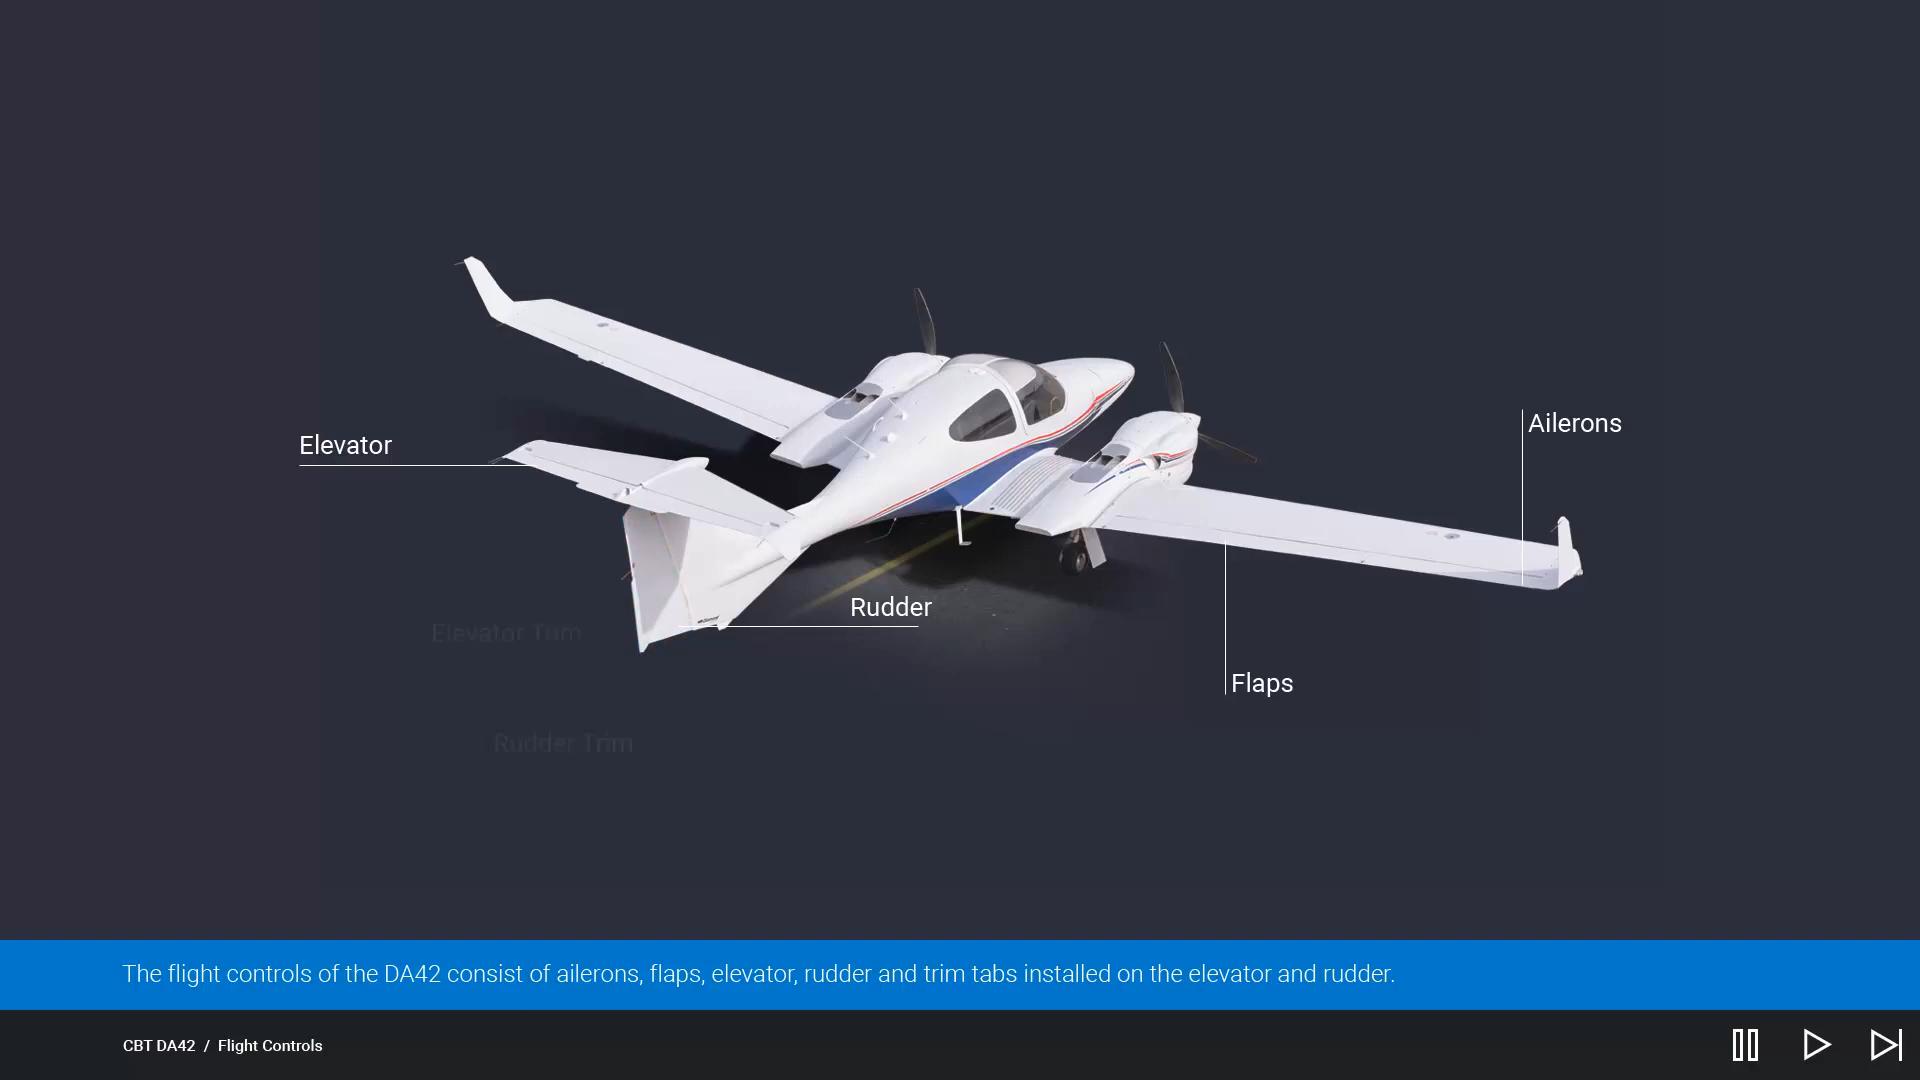 Elevator
Ailerons
Rudder
Elevator Trim
Flaps
Rudder Trim
The flight controls of the DA42 consist of ailerons, flaps, elevator, rudder and trim tabs installed on the elevator and rudder.
CBT DA42 / Flight Controls